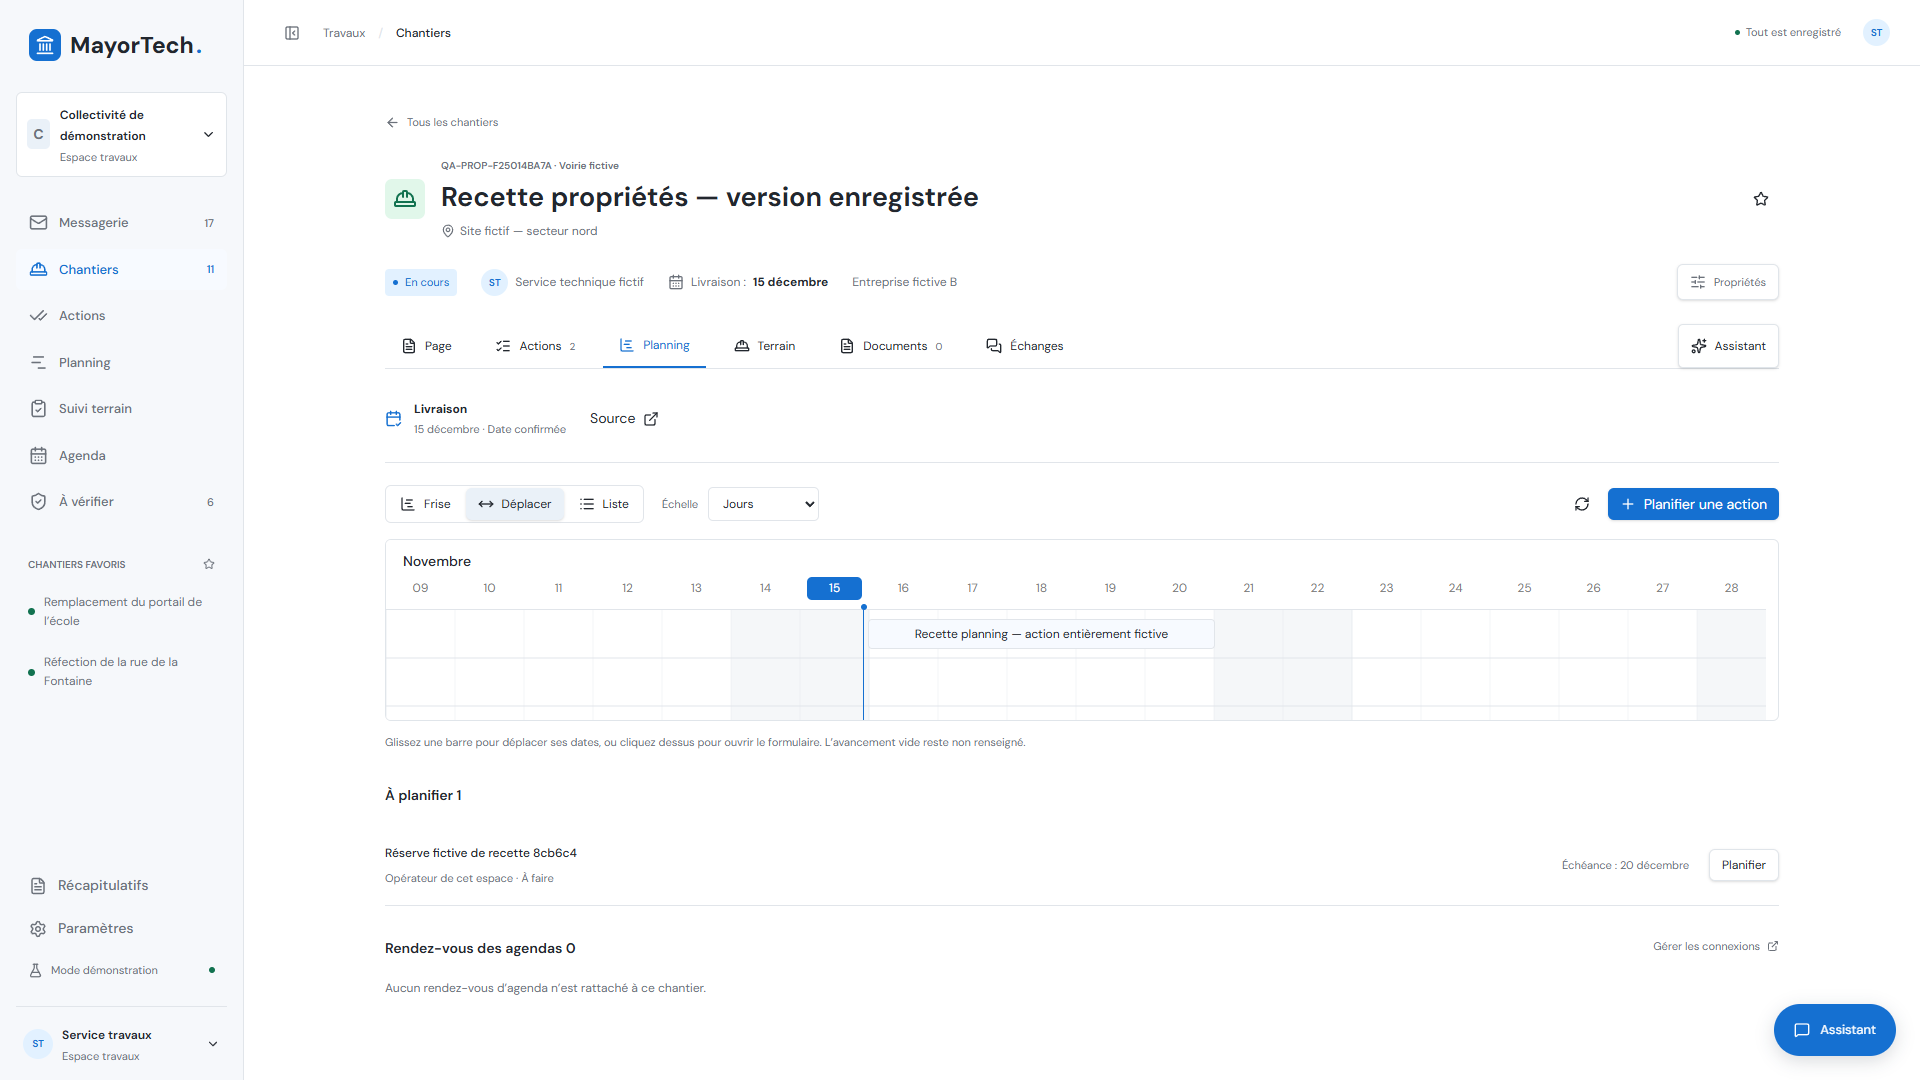 MayorTech.
Travaux / Chantiers
Tout est enregistré
ST
C
Collectivité de
démonstration
Espace travaux
Messagerie 17
Chantiers 11
Actions
Planning
Suivi terrain
Agenda
À vérifier 6
CHANTIERS FAVORIS
Remplacement du portail de
l’école
Réfection de la rue de la
Fontaine
Récapitulatifs
Paramètres
Mode démonstration
ST
Service travaux
Espace travaux
Tous les chantiers
QA-PROP-F25014BA7A · Voirie fictive
Recette propriétés — version enregistrée
Site fictif — secteur nord
En cours ST Service technique fictif Livraison : 15 décembre Entreprise fictive B Propriétés
Page Actions 2 Planning Terrain Documents 0 Échanges Assistant
Livraison
15 décembre · Date confirmée
Source
Frise Déplacer Liste Échelle Jours Planifier une action
Novembre
09 10 11 12 13 14 15 16 17 18 19 20 21 22 23 24 25 26 27 28
Recette planning — action entièrement fictive
Glissez une barre pour déplacer ses dates, ou cliquez dessus pour ouvrir le formulaire. L’avancement vide reste non renseigné.
À planifier 1
Réserve fictive de recette 8cb6c4
Opérateur de cet espace · À faire
Échéance : 20 décembre Planifier
Rendez-vous des agendas 0
Gérer les connexions
Aucun rendez-vous d’agenda n’est rattaché à ce chantier.
Assistant